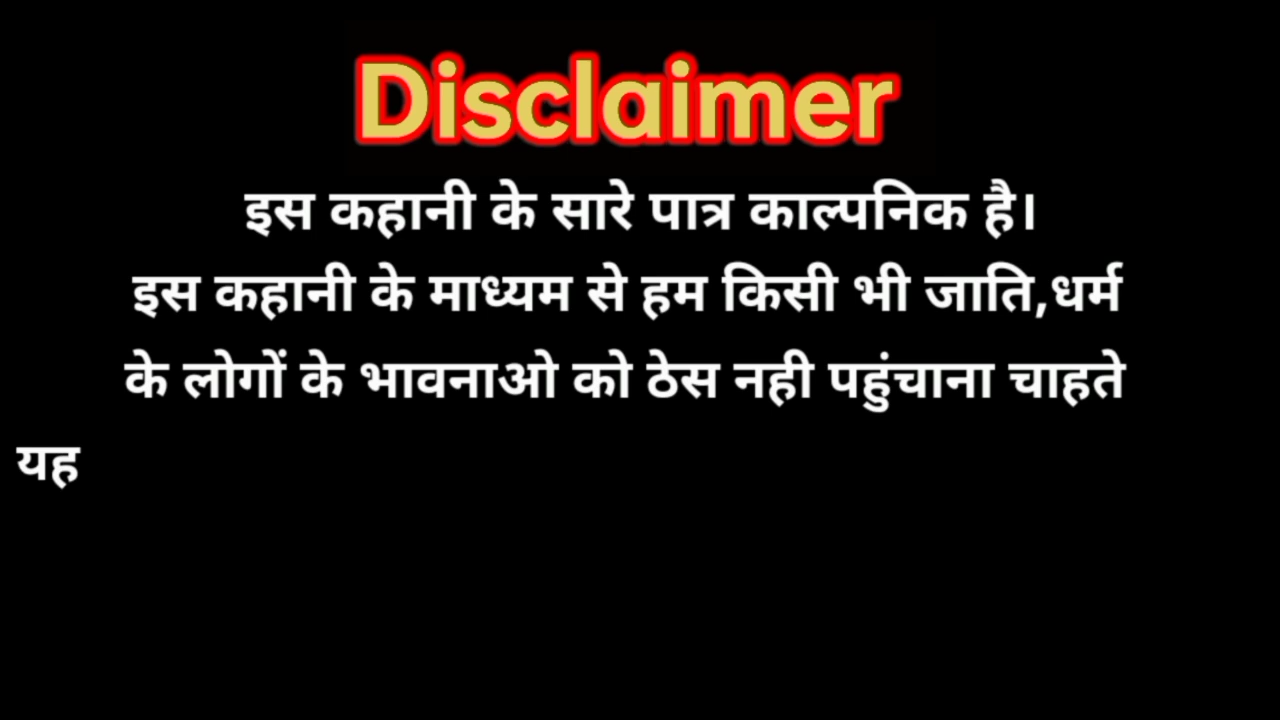 Disclaimer
इस कहानी के सारे पात्र काल्पनिक है।
इस कहानी के माध्यम से हम किसी भी जाति,धर्म
के लोगों के भावनाओ को ठेस नही पहुंचाना चाहते
यह